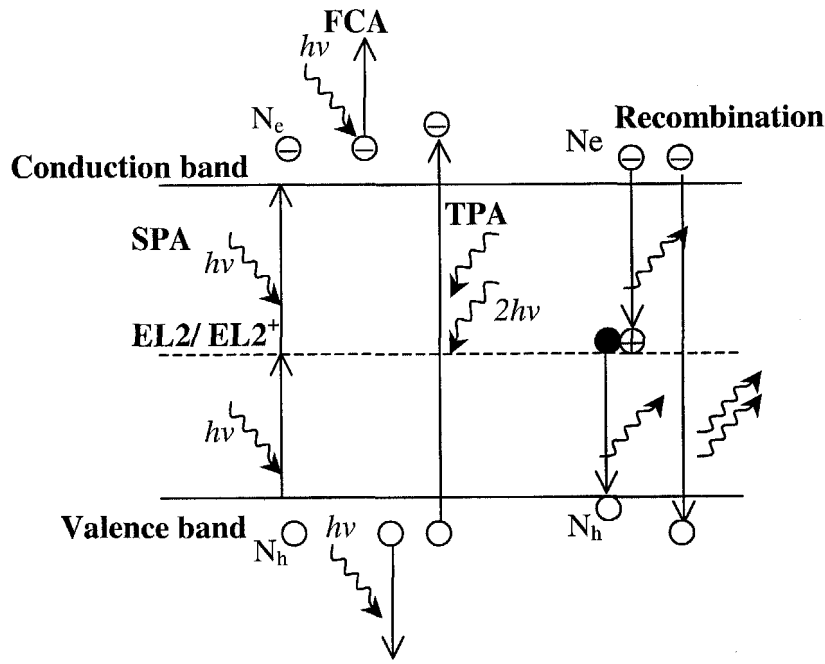 FCA
hν
Nₑ
Recombination
Ne
Conduction band
SPA
TPA
hν
2hν
EL2/ EL2⁺
hν
Valence band
Nₕ
hν
Nₕ